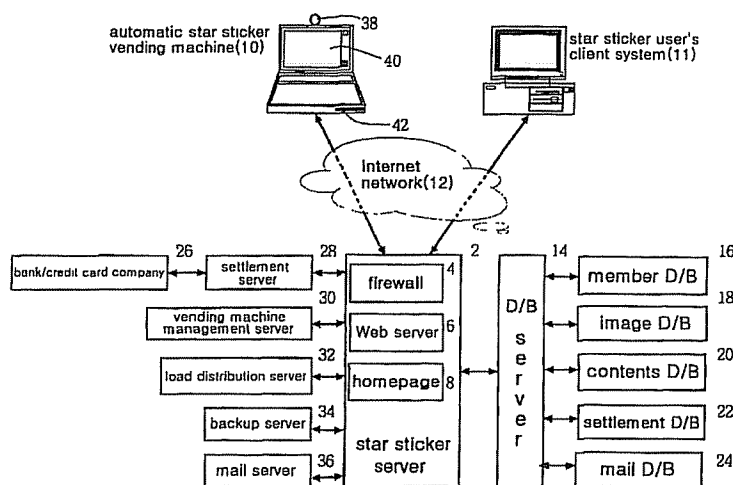 38
automatic star sticker
vending machine(10)
40
star sticker user's
client system(11)
42
internet
network(12)
26
28
2
14
16
bank/credit card company
settlement
server
firewall
4
member D/B
30
18
vending machine
management server
Web server
6
D/B
server
image D/B
32
20
load distribution server
homepage
8
contents D/B
34
22
backup server
settlement D/B
star sticker
server
36
24
mail server
mail D/B